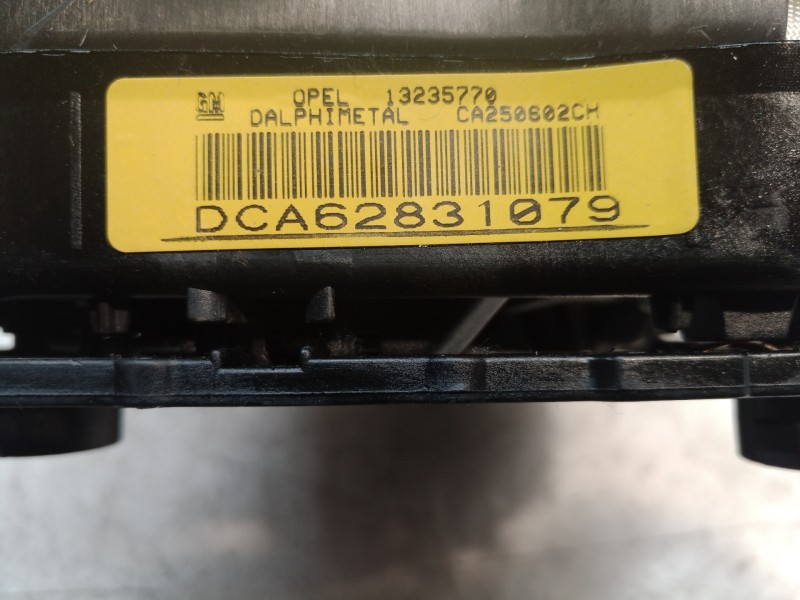 GM OPEL 13235770
DALPHIMETAL CA250602CH
DCA62831079